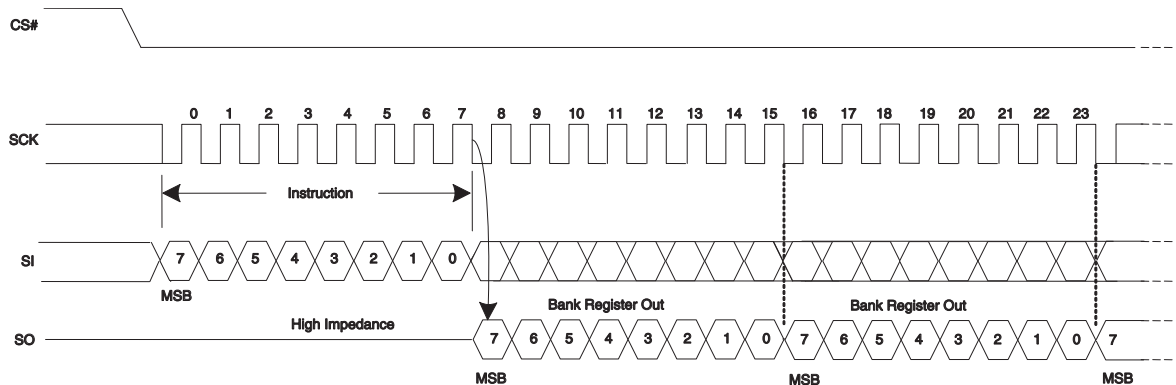 CS#
0 1 2 3 4 5 6 7 8 9 10 11 12 13 14 15 16 17 18 19 20 21 22 23
SCK
Instruction
SI 7 6 5 4 3 2 1 0
MSB
Bank Register Out Bank Register Out
High Impedance
SO 7 6 5 4 3 2 1 0 7 6 5 4 3 2 1 0 7
MSB MSB MSB